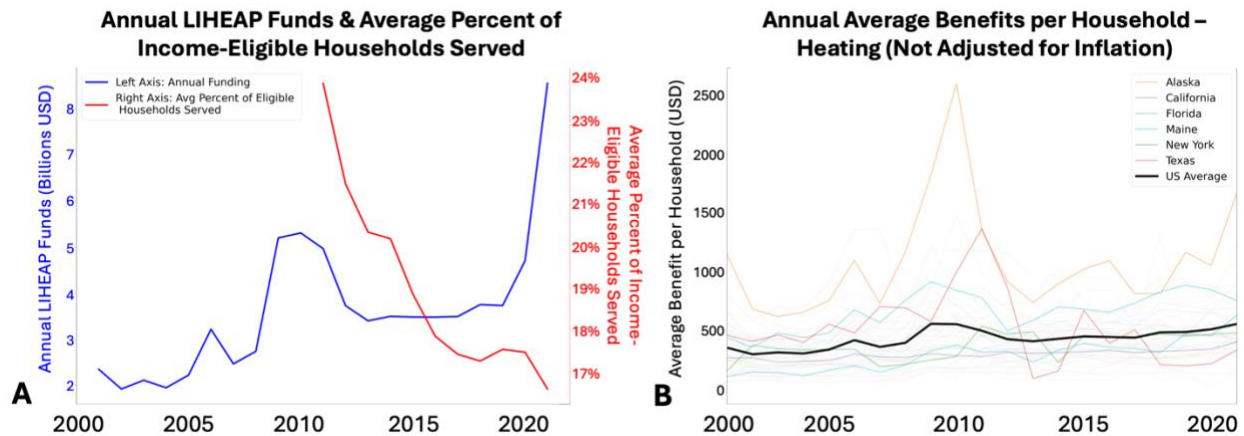 Annual LIHEAP Funds & Average Percent of
Income-Eligible Households Served
Left Axis: Annual Funding
Right Axis: Avg Percent of Eligible
Households Served
Annual LIHEAP Funds (Billions USD)
8
7
6
5
4
3
2
24%
23%
22%
21%
20%
19%
18%
17%
Average Percent of Income-
Eligible Households Served
2000
2005
2010
2015
2020
A
Annual Average Benefits per Household –
Heating (Not Adjusted for Inflation)
Average Benefit per Household (USD)
2500
2000
1500
1000
500
0
Alaska
California
Florida
Maine
New York
Texas
US Average
2000
2005
2010
2015
2020
B